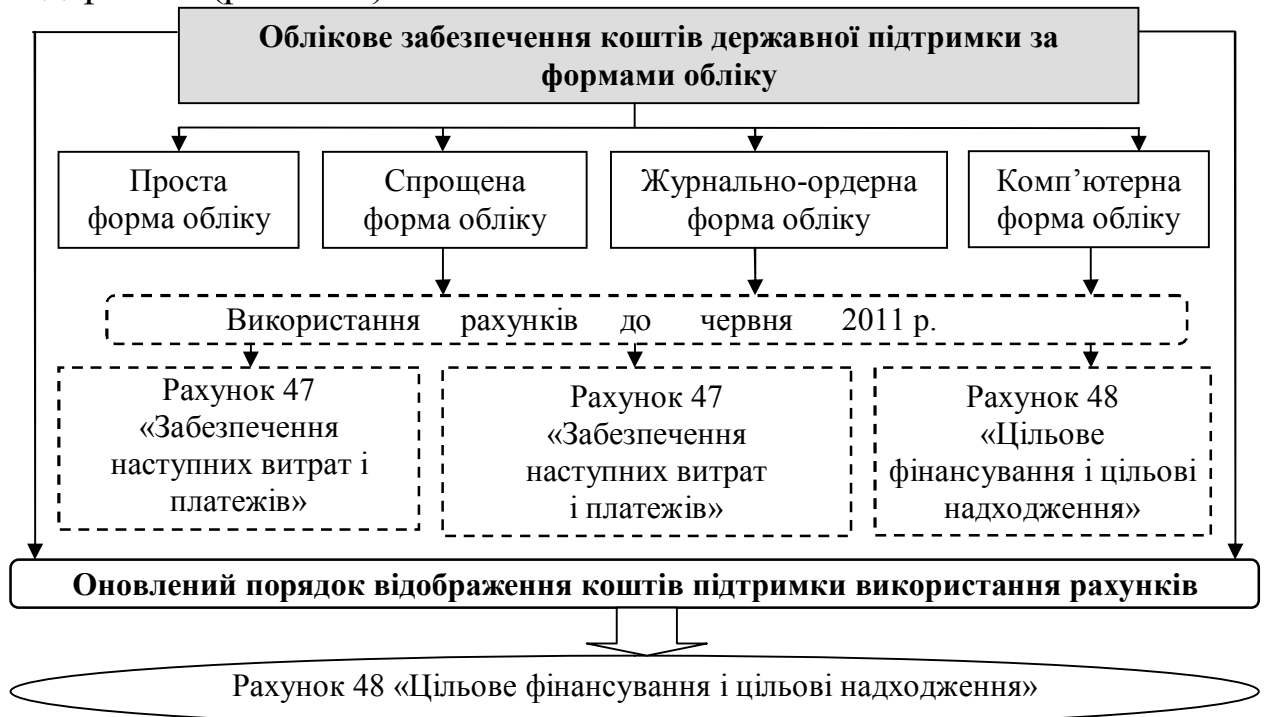 Облікове забезпечення коштів державної підтримки за
формами обліку
Проста
форма обліку
Спрощена
форма обліку
Журнально-ордерна
форма обліку
Комп’ютерна
форма обліку
Використання рахунків до червня 2011 р.
Рахунок 47
«Забезпечення
наступних витрат і
платежів»
Рахунок 47
«Забезпечення
наступних витрат
і платежів»
Рахунок 48
«Цільове
фінансування і цільові
надходження»
Оновлений порядок відображення коштів підтримки використання рахунків
Рахунок 48 «Цільове фінансування і цільові надходження»